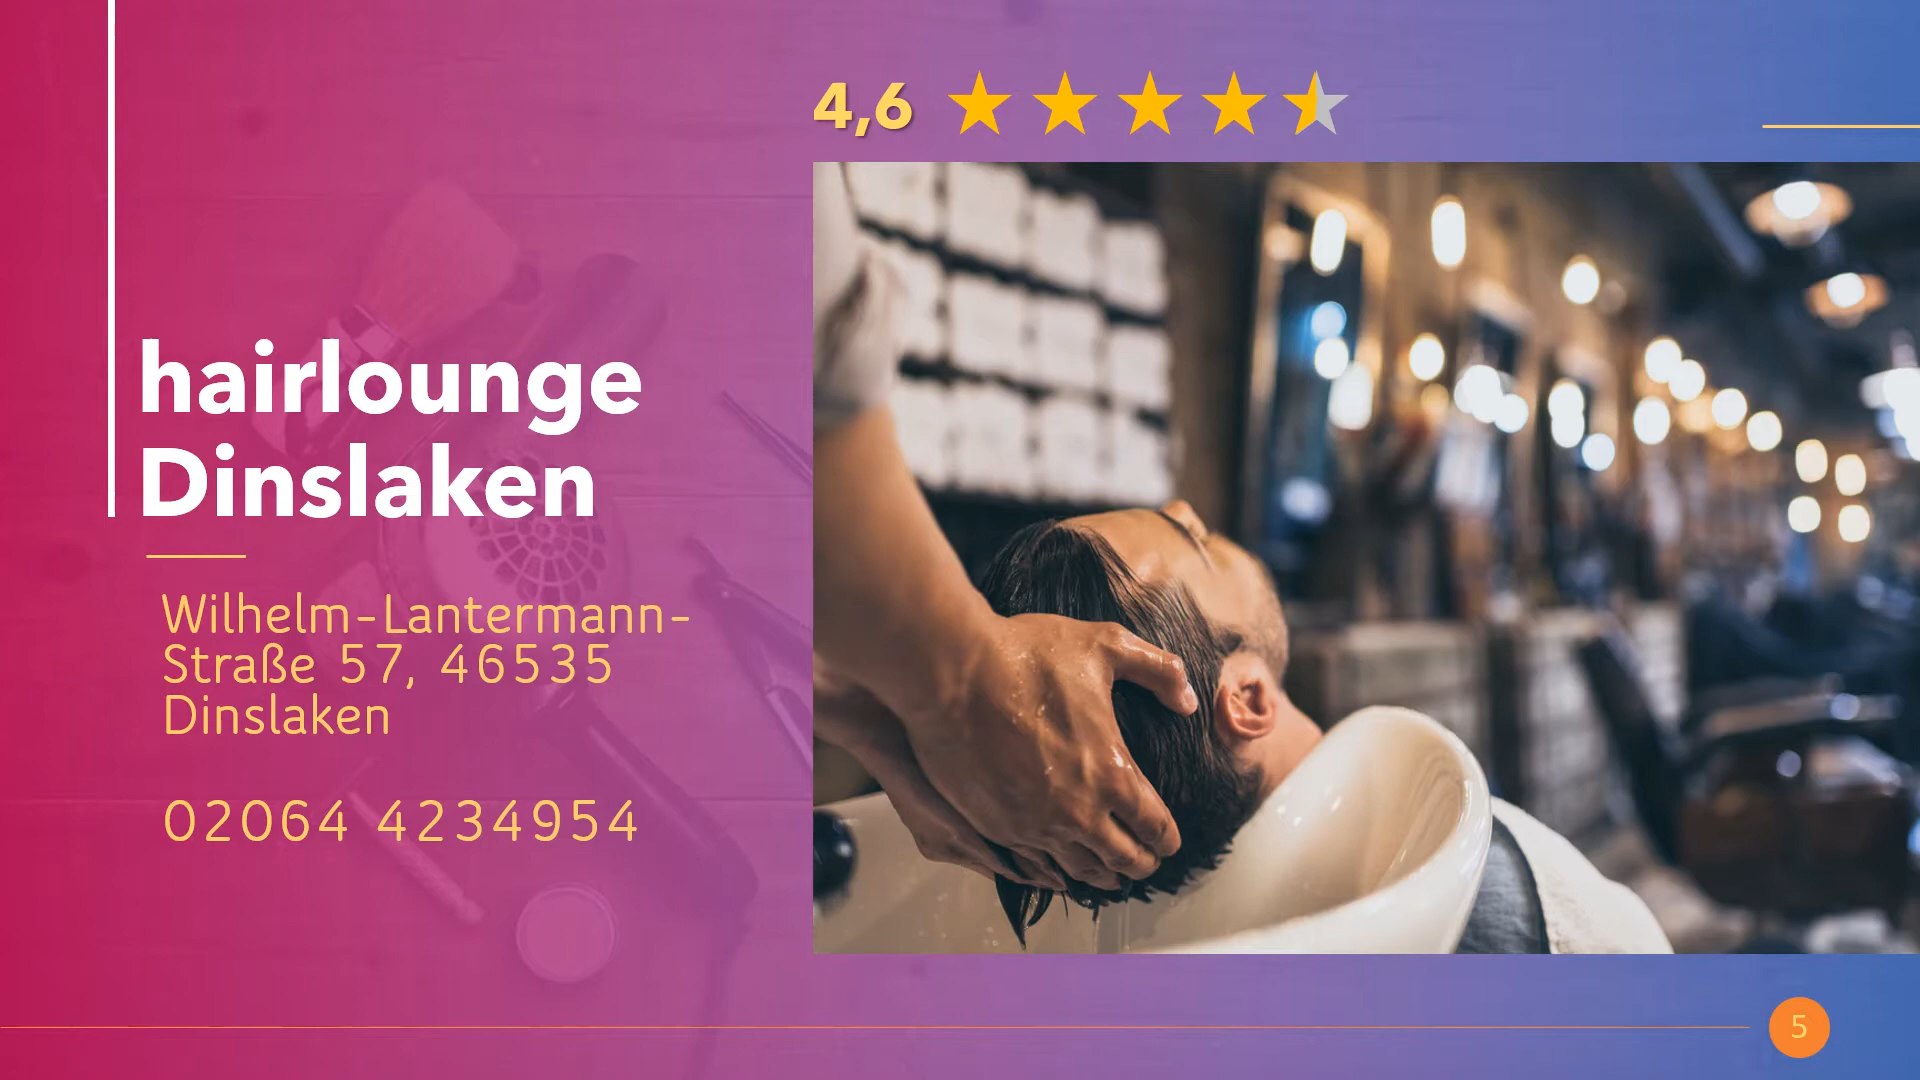 4,6
hairlounge
Dinslaken
Wilhelm-Lantermann-
Straße 57, 46535
Dinslaken
02064 4234954
5